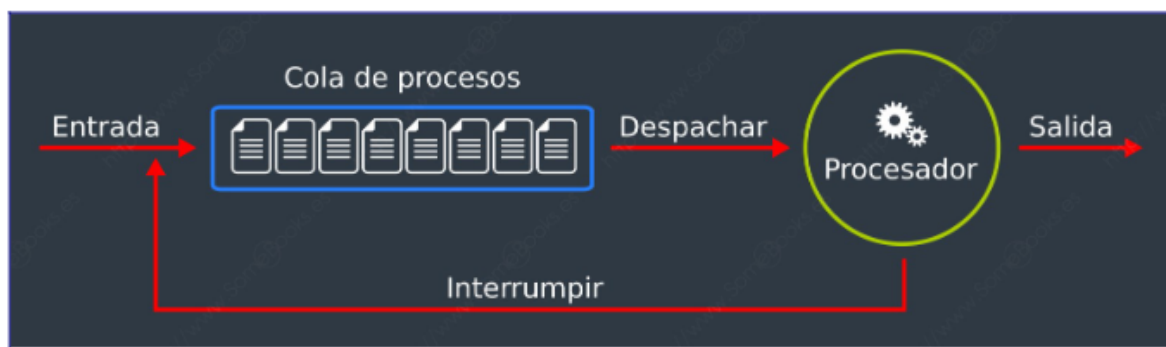 Cola de procesos
Entrada
Despachar
Procesador
Salida
Interrumpir